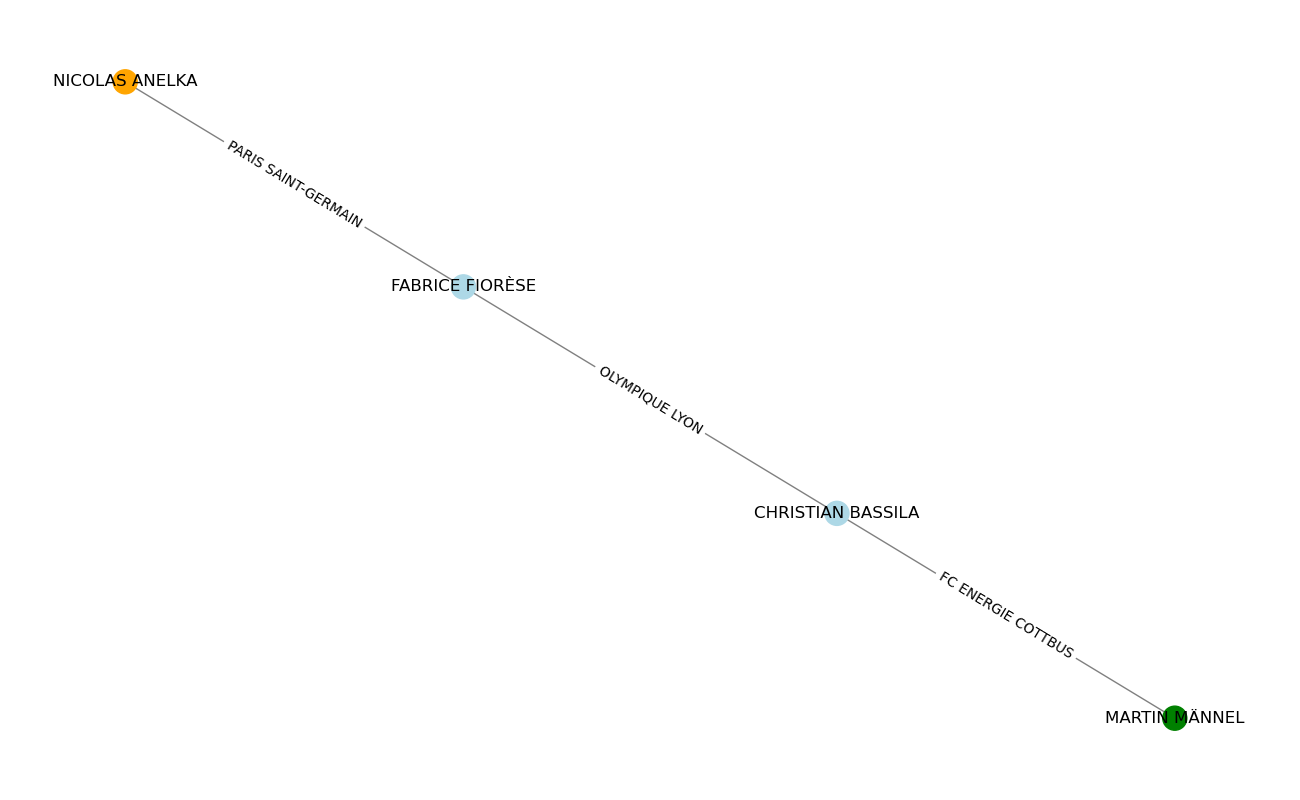 NICOLAS ANELKA
PARIS SAINT-GERMAIN
FABRICE FIORÈSE
OLYMPIQUE LYON
CHRISTIAN BASSILA
FC ENERGIE COTTBUS
MARTIN MÄNNEL